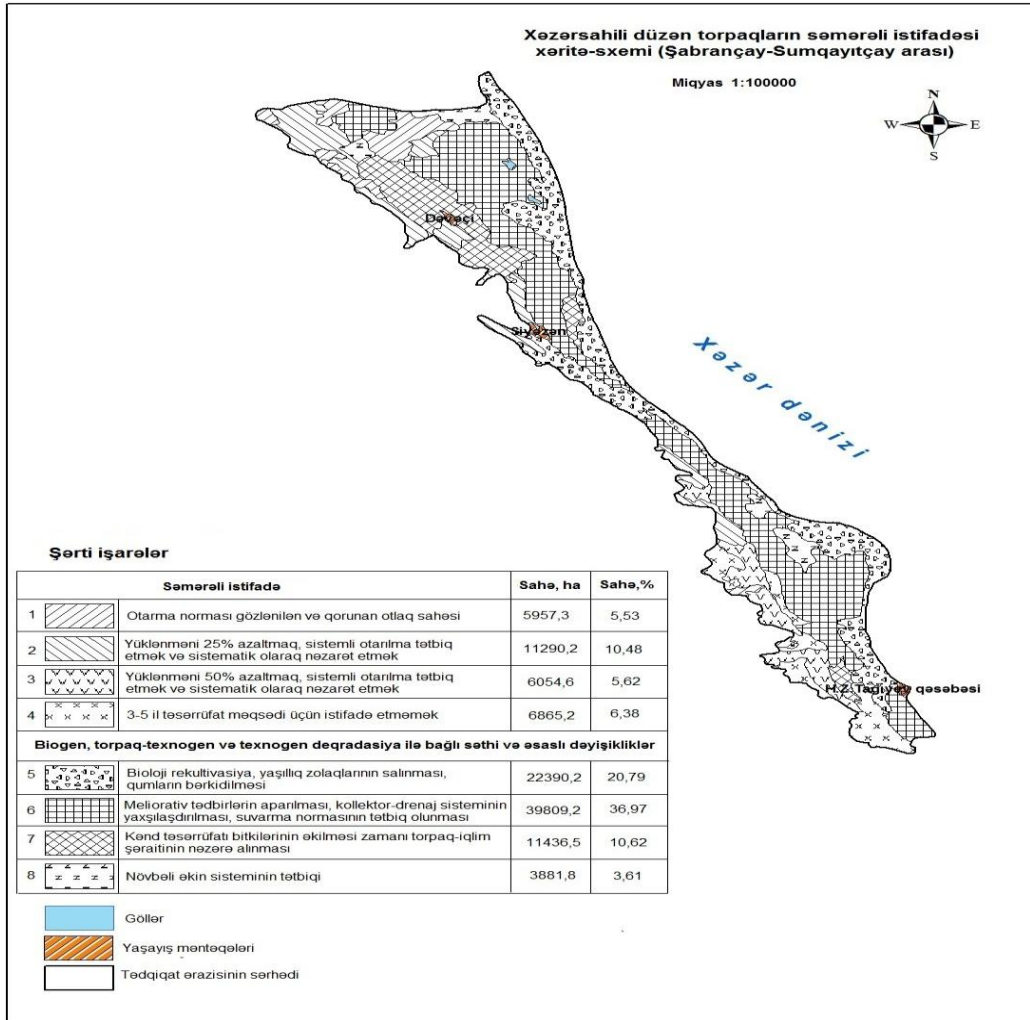 Xəzərsahili düzən torpaqların səmərəli istifadəsi
xəritə-sxemi (Şabrançay-Sumqayıtçay arası)
Miqyas 1:100000
N
W E
S
Dəvəçi
Siyəzən
Xəzər dənizi
H.Z.Tağıyev qəsəbəsi
Şərti işarələr
Səmərəli istifadə Sahə, ha Sahə,%
1 Otarma norması gözlənilən və qorunan otlaq sahəsi 5957,3 5,53
2 Yüklənməni 25% azaltmaq, sistemli otarılma tətbiq
etmək və sistematik olaraq nəzarət etmək 11290,2 10,48
3 Yüklənməni 50% azaltmaq, sistemli otarılma tətbiq
etmək və sistematik olaraq nəzarət etmək 6054,6 5,62
4 3-5 il təsərrüfat məqsədi üçün istifadə etməmək 6865,2 6,38
Biogen, torpaq-texnogen və texnogen deqradasiya ilə bağlı səthi və əsaslı dəyişikliklər
5 Bioloji rekultivasiya, yaşıllıq zolaqlarının salınması,
qumların bərkidilməsi 22390,2 20,79
6 Meliorativ tədbirlərin aparılması, kollektor-drenaj sisteminin
yaxşılaşdırılması, suvarma normasının tətbiq olunması 39809,2 36,97
7 Kənd təsərrüfatı bitkilərinin əkilməsi zamanı torpaq-iqlim
şəraitinin nəzərə alınması 11436,5 10,62
8 Növbəli əkin sisteminin tətbiqi 3881,8 3,61
Göllər
Yaşayış məntəqələri
Tədqiqat ərazisinin sərhədi